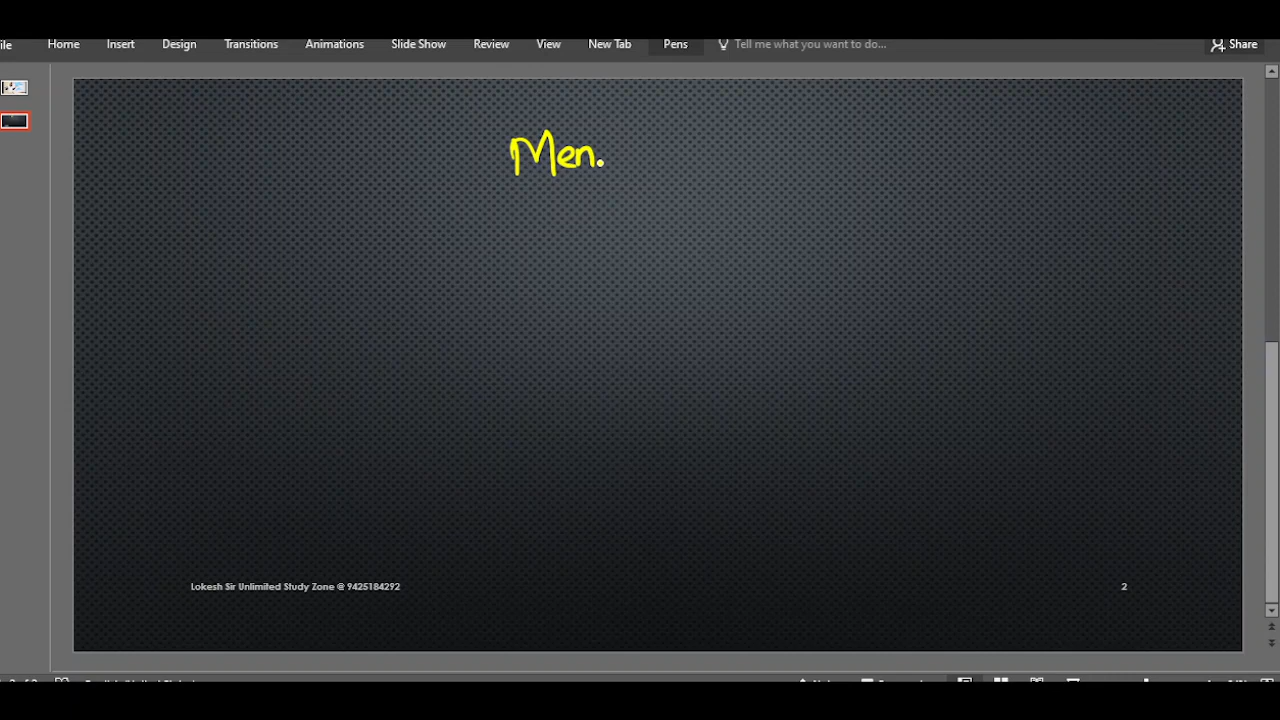 Home Insert Design Transitions Animations Slide Show Review View New Tab Pens Tell me what you want to do... Share
Men.
Lokesh Sir Unlimited Study Zone @ 9425184292 2